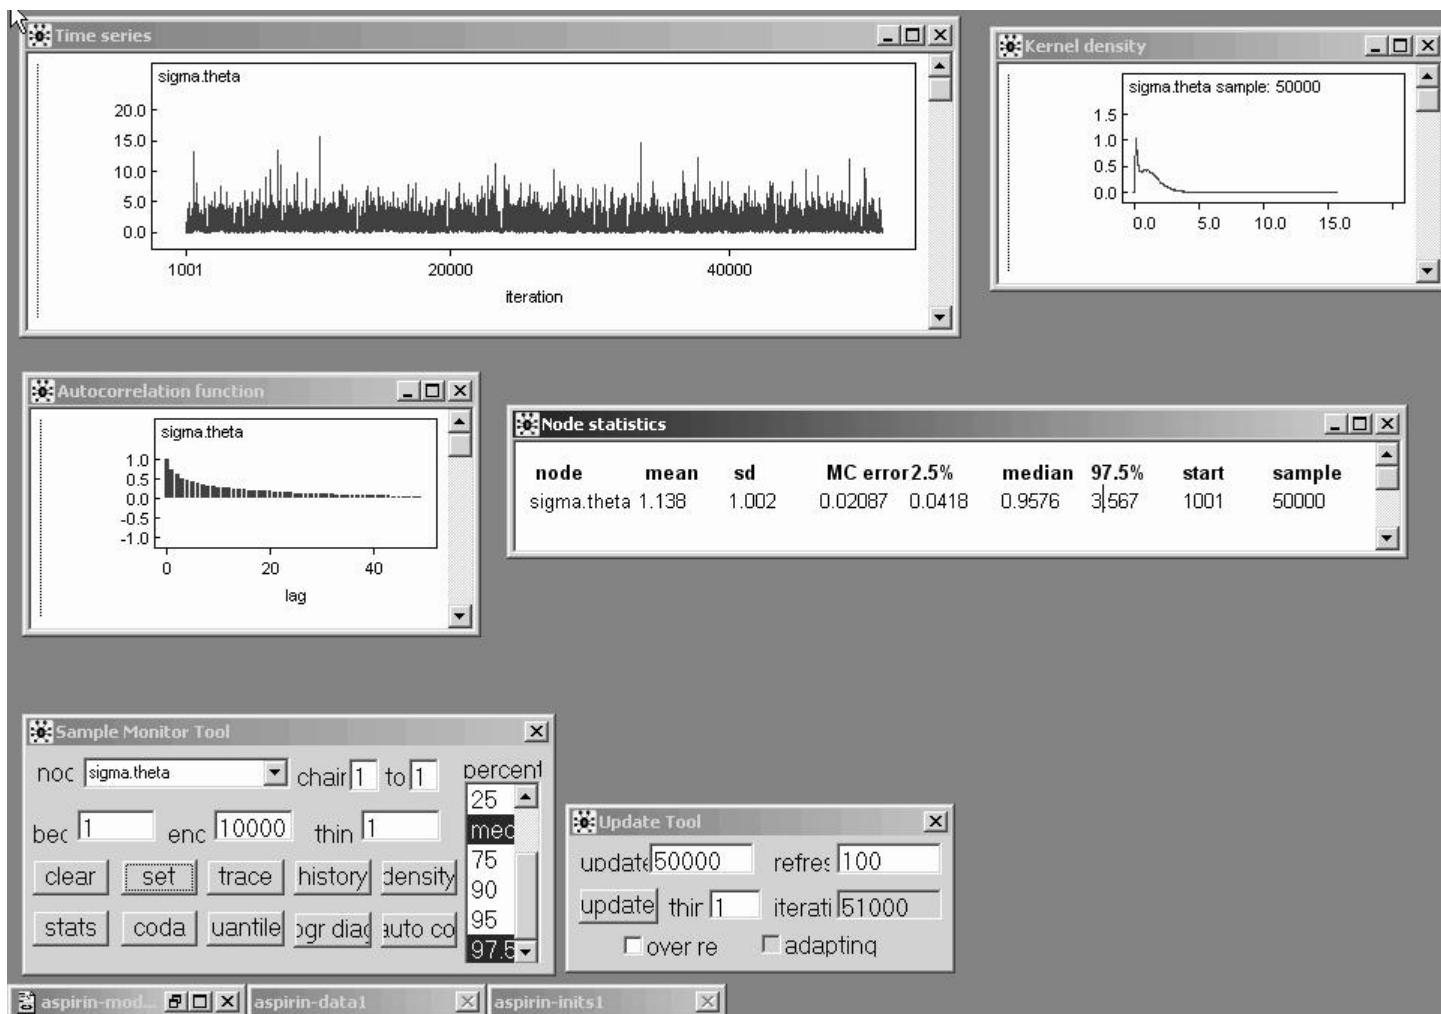 Time series
sigma.theta
20.0
15.0
10.0
5.0
0.0
1001 20000 40000
iteration
Kernel density
sigma.theta sample: 50000
1.5
1.0
0.5
0.0
0.0 5.0 10.0 15.0
Autocorrelation function
sigma.theta
1.0
0.5
0.0
-0.5
-1.0
0 20 40
lag
Node statistics
node mean sd MC error 2.5% median 97.5% start sample
sigma.theta 1.138 1.002 0.02087 0.0418 0.9576 3.567 1001 50000
Sample Monitor Tool
noc sigma.theta chair 1 to 1 percent
bec 1 enc 10000 thin 1
25
med
75
90
95
97.5
clear set trace history density
stats coda uantile ogr diag auto co
Update Tool
update 50000 refres 100
update thir 1 iterati 51000
over re adapting
aspirin-mod... aspirin-data1 aspirin-inits1